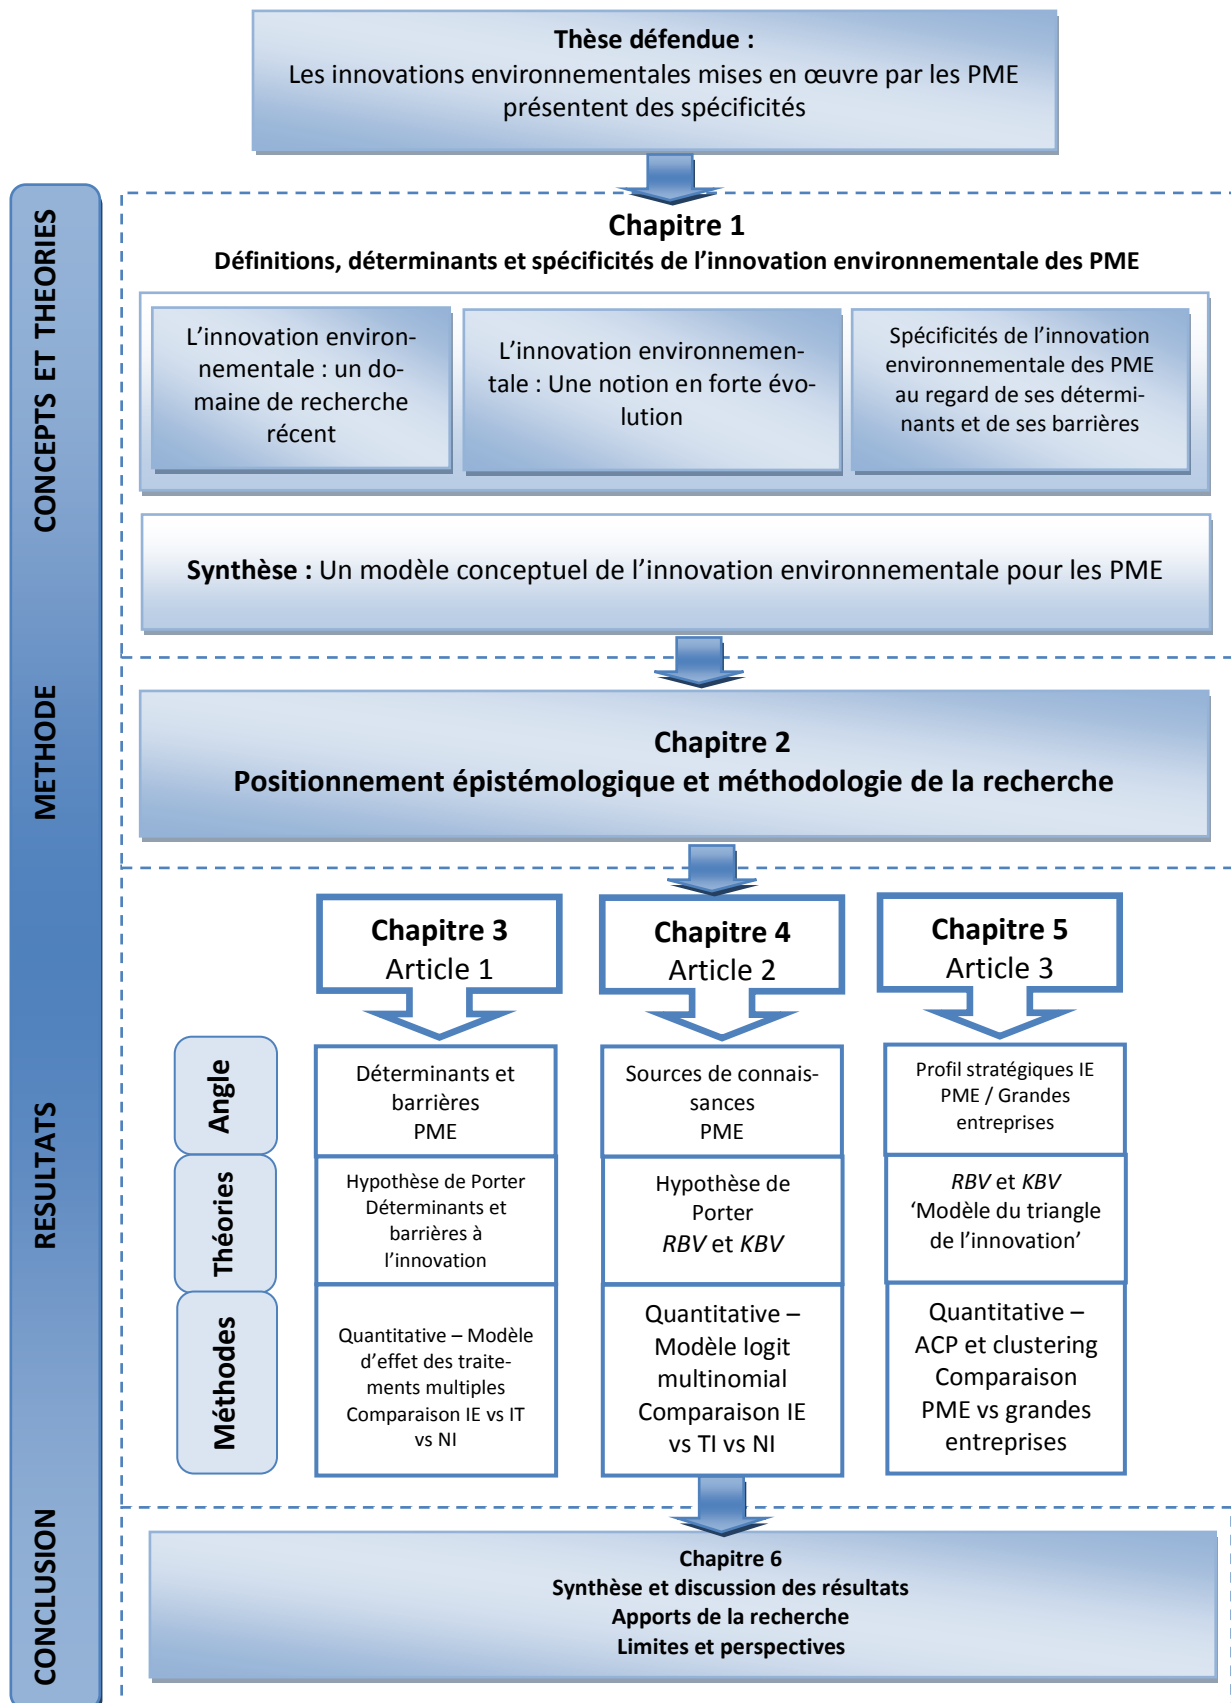 Thèse défendue :
Les innovations environnementales mises en œuvre par les PME
présentent des spécificités
CONCEPTS ET THEORIES
Chapitre 1
Définitions, déterminants et spécificités de l’innovation environnementale des PME
L’innovation environ-
nementale : un do-
maine de recherche
récent
L’innovation environnemen-
tale : Une notion en forte évo-
lution
Spécificités de l’innovation
environnementale des PME
au regard de ses détermi-
nants et de ses barrières
Synthèse : Un modèle conceptuel de l’innovation environnementale pour les PME
METHODE
Chapitre 2
Positionnement épistémologique et méthodologie de la recherche
RESULTATS
Chapitre 3
Article 1
Chapitre 4
Article 2
Chapitre 5
Article 3
Angle
Déterminants et
barrières
PME
Sources de connais-
sances
PME
Profil stratégiques IE
PME / Grandes
entreprises
Théories
Hypothèse de Porter
Déterminants et
barrières à
l’innovation
Hypothèse de
Porter
RBV et KBV
RBV et KBV
‘Modèle du triangle
de l’innovation’
Méthodes
Quantitative – Modèle
d’effet des traite-
ments multiples
Comparaison IE vs IT
vs NI
Quantitative –
Modèle logit
multinomial
Comparaison IE
vs TI vs NI
Quantitative –
ACP et clustering
Comparaison
PME vs grandes
entreprises
CONCLUSION
Chapitre 6
Synthèse et discussion des résultats
Apports de la recherche
Limites et perspectives